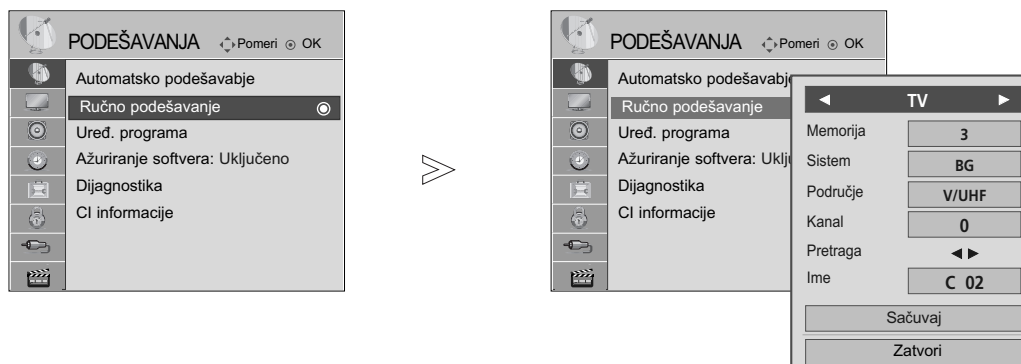 PODEŠAVANJA Pomeri OK
Automatsko podešavabje
Ručno podešavanje
Uređ. programa
Ažuriranje softvera: Uključeno
Dijagnostika
CI informacije
PODEŠAVANJA Pomeri OK
Automatsko podešavabj
Ručno podešavanje
Uređ. programa
Ažuriranje softvera: Uklju
Dijagnostika
CI informacije
◄ TV ►
Memorija 3
Sistem BG
Područje V/UHF
Kanal 0
Pretraga ◄ ►
Ime C 02
Sačuvaj
Zatvori